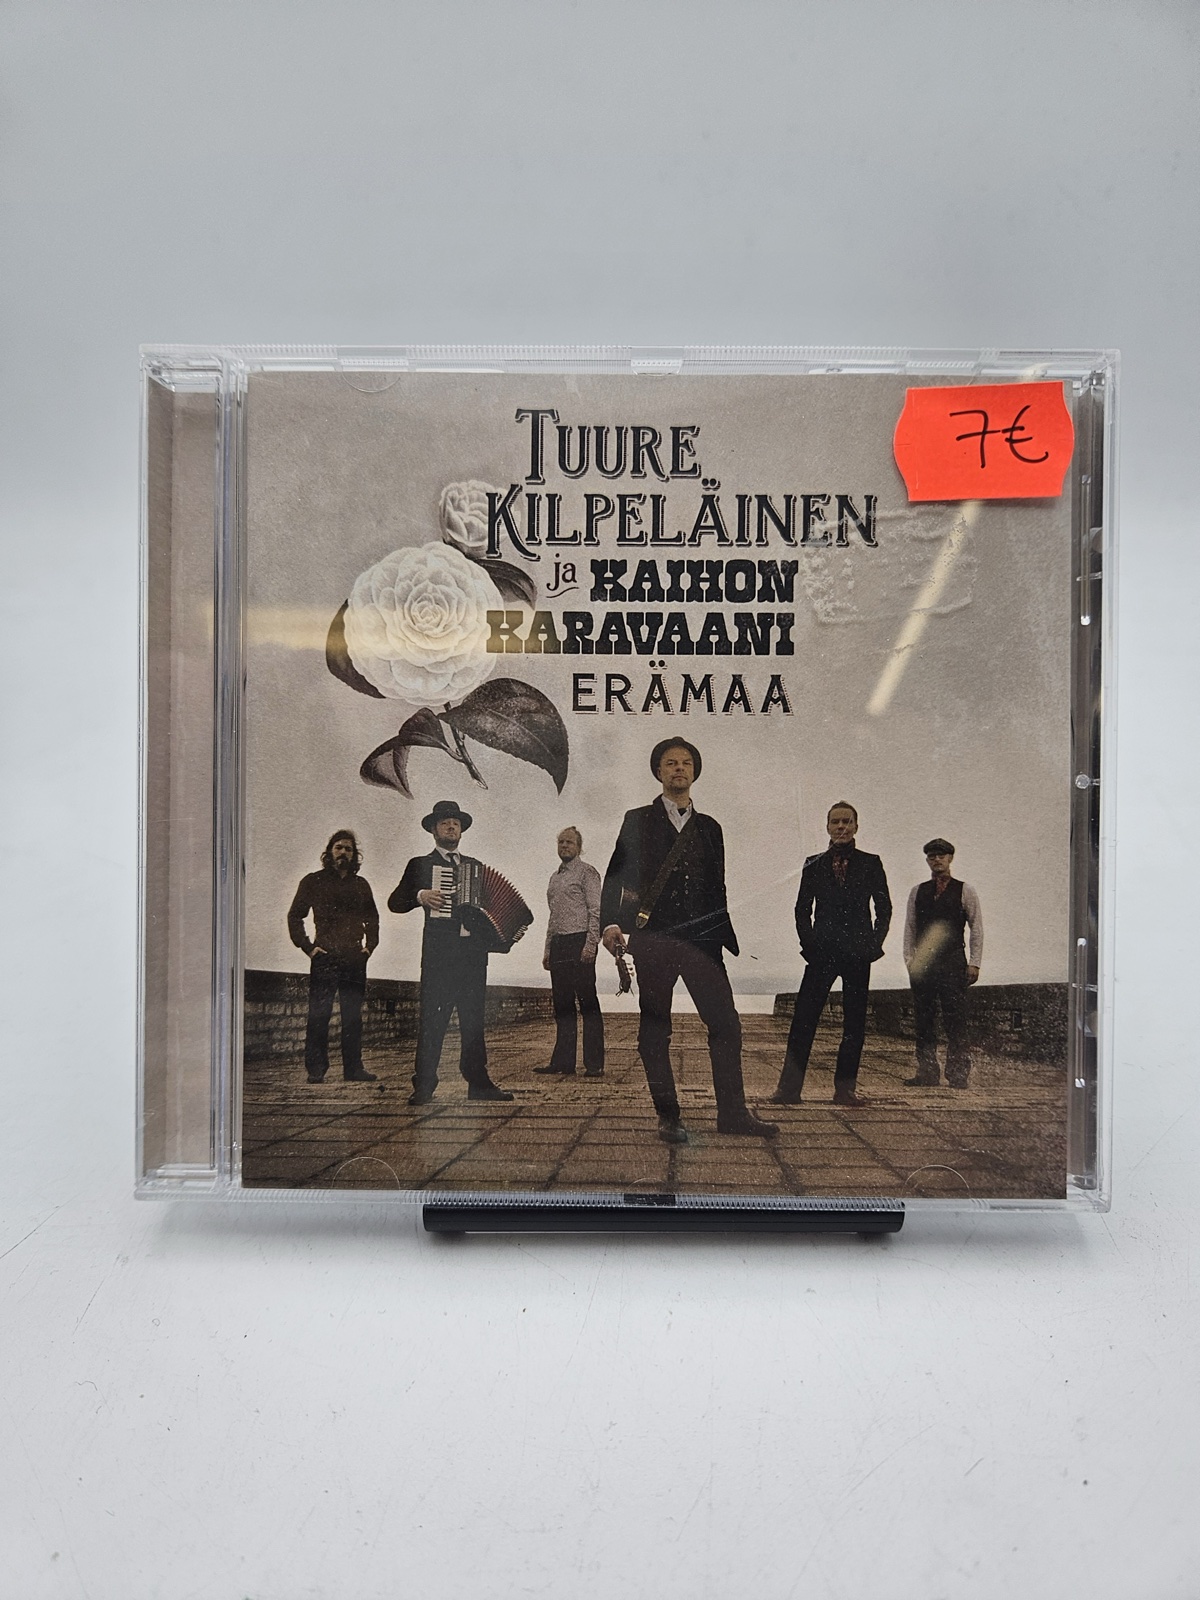 7€
TUURE
KILPELÄINEN
ja KAIHON
KARAVAANI
ERÄMAA